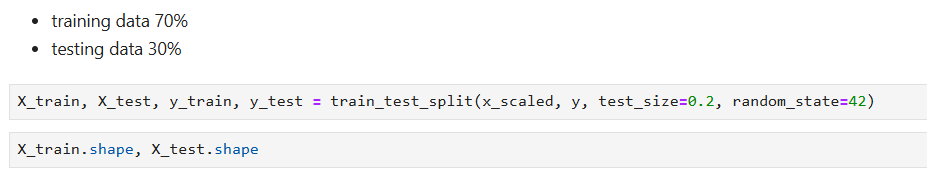 training data 70%
testing data 30%
X_train, X_test, y_train, y_test = train_test_split(x_scaled, y, test_size=0.2, random_state=42)
X_train.shape, X_test.shape